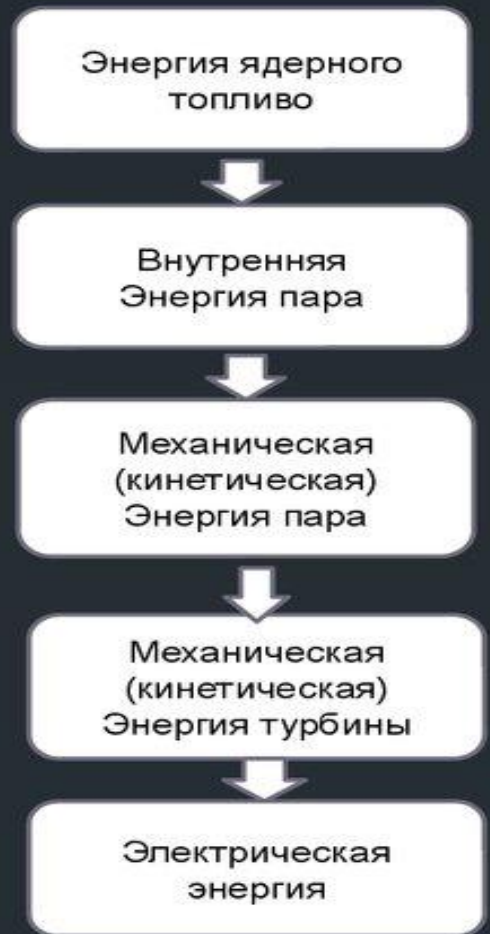 Энергия ядерного
топливо
Внутренняя
Энергия пара
Механическая
(кинетическая)
Энергия пара
Механическая
(кинетическая)
Энергия турбины
Электрическая
энергия